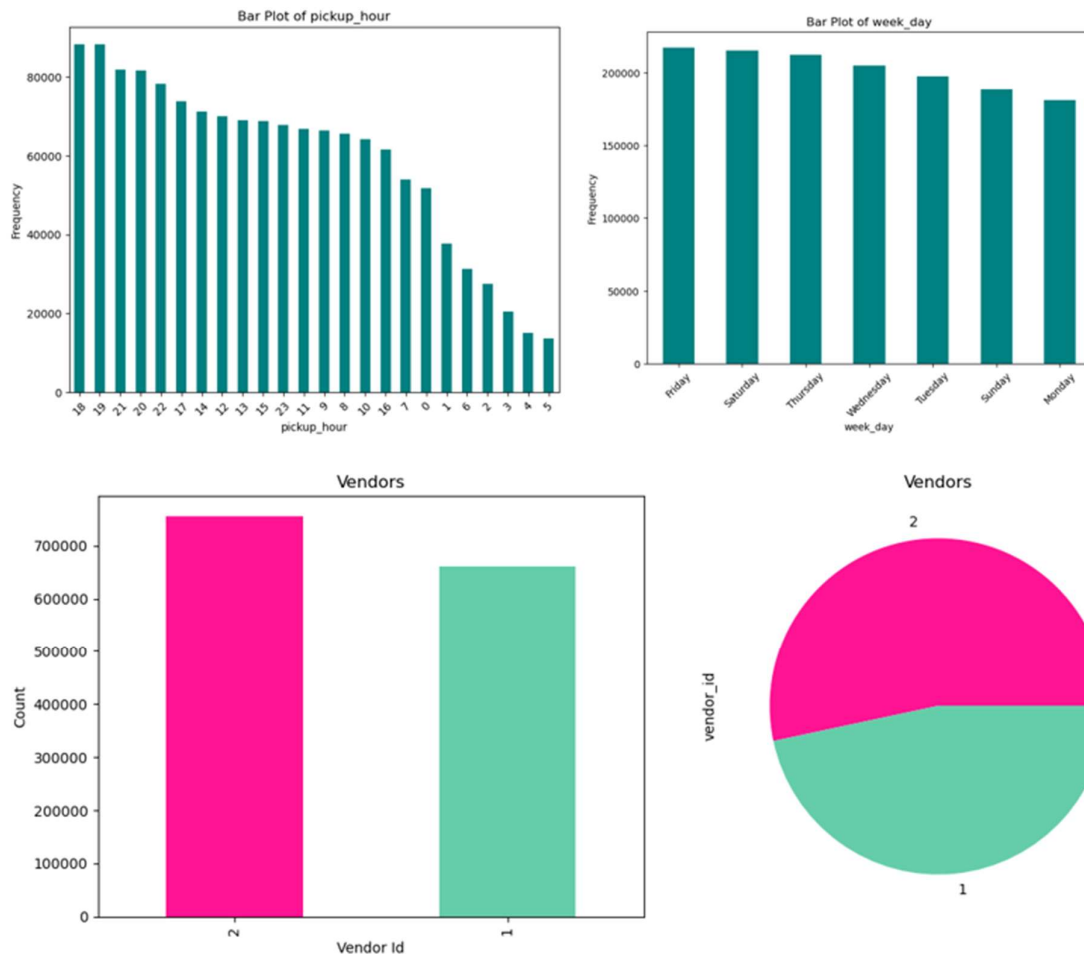 Bar Plot of pickup_hour
80000
60000
40000
20000
0
Frequency
18 19 21 20 22 17 14 12 13 15 23 11 9 8 10 16 7 0 1 6 2 3 4 5
pickup_hour
Bar Plot of week_day
200000
150000
100000
50000
0
Frequency
Friday Saturday Thursday Wednesday Tuesday Sunday Monday
week_day
Vendors
700000
600000
500000
400000
300000
200000
100000
0
Count
2 1
Vendor Id
Vendors
2
vendor_id
1